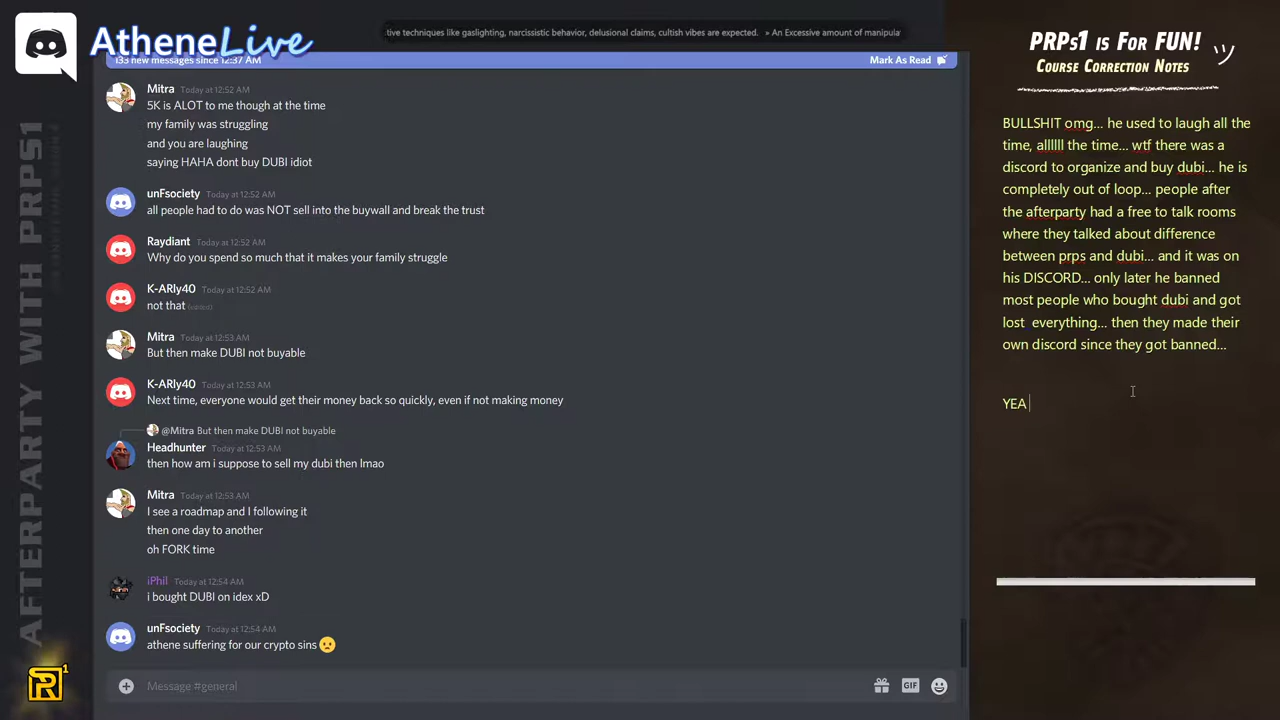 AtheneLive
tive techniques like gaslighting, narcissistic behavior, delusional claims, cultish vibes are expected. » An Excessive amount of manipula
133 new messages since 12:37 AM
Mark As Read
Mitra Today at 12:52 AM
5K is ALOT to me though at the time
my family was struggling
and you are laughing
saying HAHA dont buy DUBI idiot
unFsociety Today at 12:52 AM
all people had to do was NOT sell into the buywall and break the trust
Raydiant Today at 12:52 AM
Why do you spend so much that it makes your family struggle
K-ARly40 Today at 12:52 AM
not that (edited)
Mitra Today at 12:53 AM
But then make DUBI not buyable
K-ARly40 Today at 12:53 AM
Next time, everyone would get their money back so quickly, even if not making money
@Mitra But then make DUBI not buyable
Headhunter Today at 12:53 AM
then how am i suppose to sell my dubi then lmao
Mitra Today at 12:53 AM
I see a roadmap and I following it
then one day to another
oh FORK time
iPhil Today at 12:54 AM
i bought DUBI on idex xD
unFsociety Today at 12:54 AM
athene suffering for our crypto sins
Message #general
GIF
AFTERPARTY WITH PRPS1
R1
PRPS1 IS FOR FUN! ツ
COURSE CORRECTION NOTES
BULLSHIT omg... he used to laugh all the
time, allllll the time... wtf there was a
discord to organize and buy dubi... he is
completely out of loop... people after
the afterparty had a free to talk rooms
where they talked about difference
between prps and dubi... and it was on
his DISCORD... only later he banned
most people who bought dubi and got
lost everything... then they made their
own discord since they got banned...
YEA